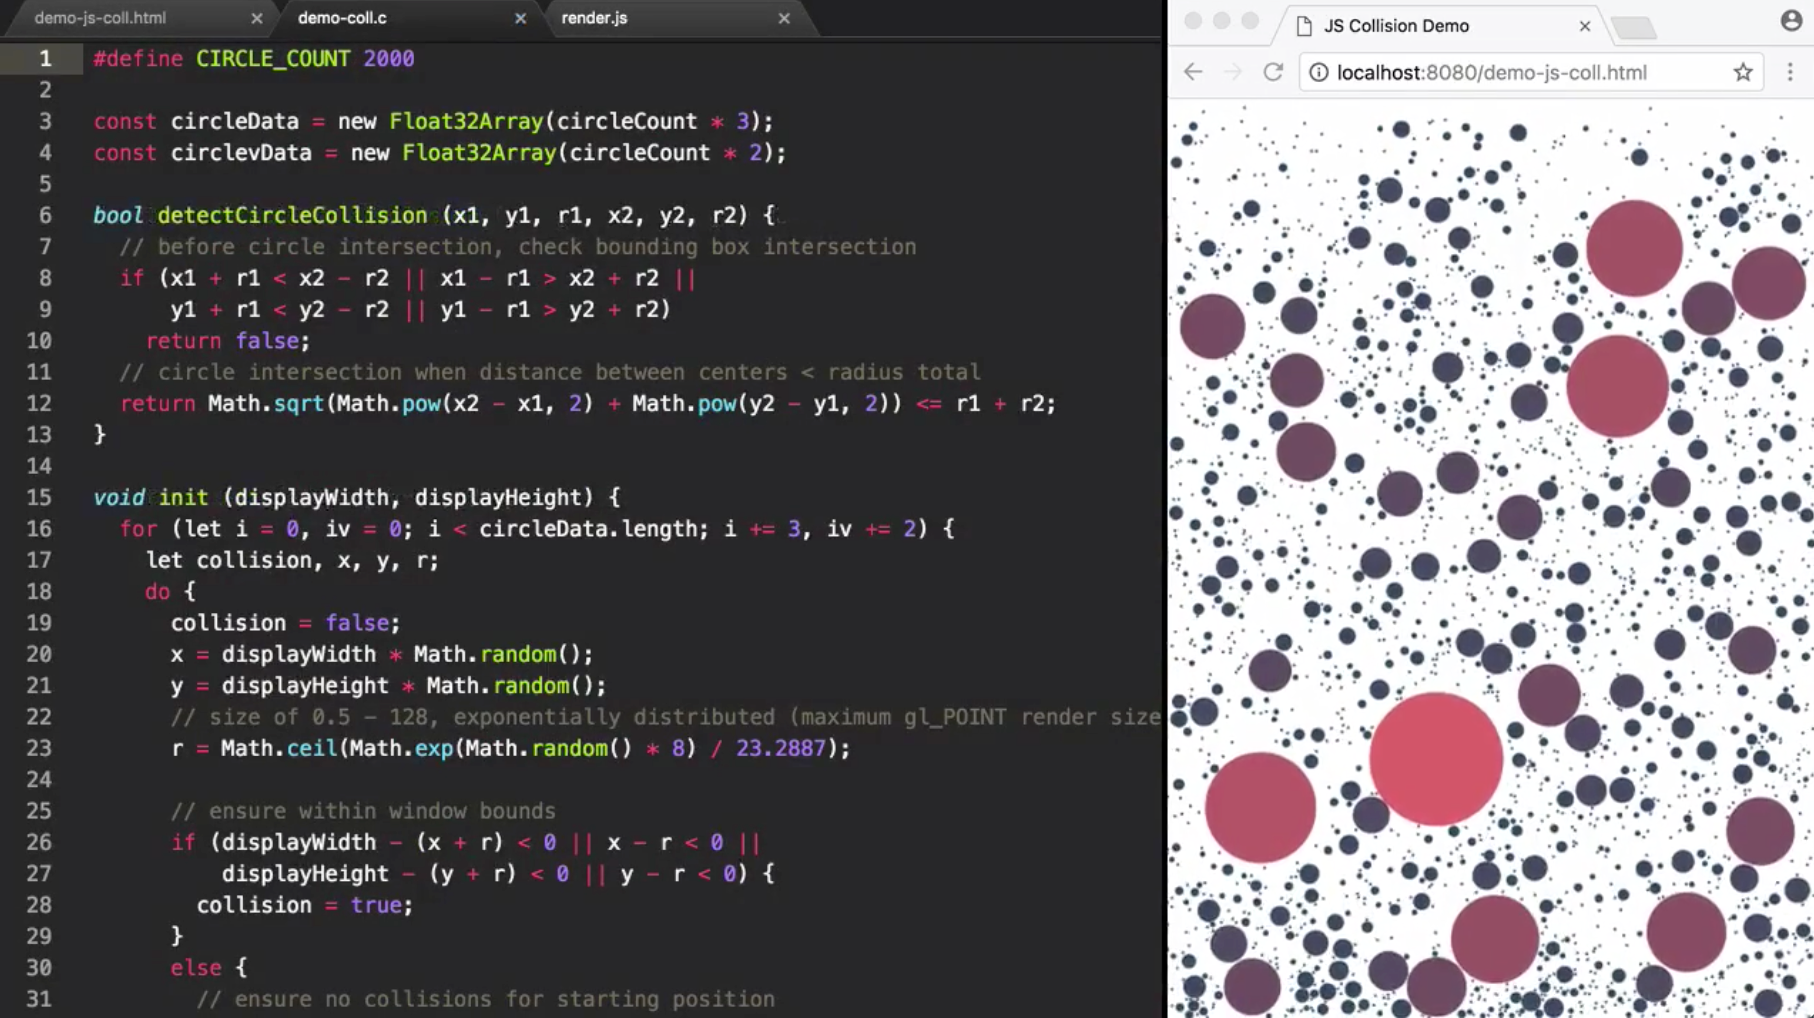 demo-js-coll.html × demo-coll.c × render.js ×
JS Collision Demo ×
localhost:8080/demo-js-coll.html
1 #define CIRCLE_COUNT 2000
2
3 const circleData = new Float32Array(circleCount * 3);
4 const circlevData = new Float32Array(circleCount * 2);
5
6 bool detectCircleCollision (x1, y1, r1, x2, y2, r2) {
7 // before circle intersection, check bounding box intersection
8 if (x1 + r1 < x2 - r2 || x1 - r1 > x2 + r2 ||
9 y1 + r1 < y2 - r2 || y1 - r1 > y2 + r2)
10 return false;
11 // circle intersection when distance between centers < radius total
12 return Math.sqrt(Math.pow(x2 - x1, 2) + Math.pow(y2 - y1, 2)) <= r1 + r2;
13 }
14
15 void init (displayWidth, displayHeight) {
16 for (let i = 0, iv = 0; i < circleData.length; i += 3, iv += 2) {
17 let collision, x, y, r;
18 do {
19 collision = false;
20 x = displayWidth * Math.random();
21 y = displayHeight * Math.random();
22 // size of 0.5 - 128, exponentially distributed (maximum gl_POINT render size
23 r = Math.ceil(Math.exp(Math.random() * 8) / 23.2887);
24
25 // ensure within window bounds
26 if (displayWidth - (x + r) < 0 || x - r < 0 ||
27 displayHeight - (y + r) < 0 || y - r < 0) {
28 collision = true;
29 }
30 else {
31 // ensure no collisions for starting position